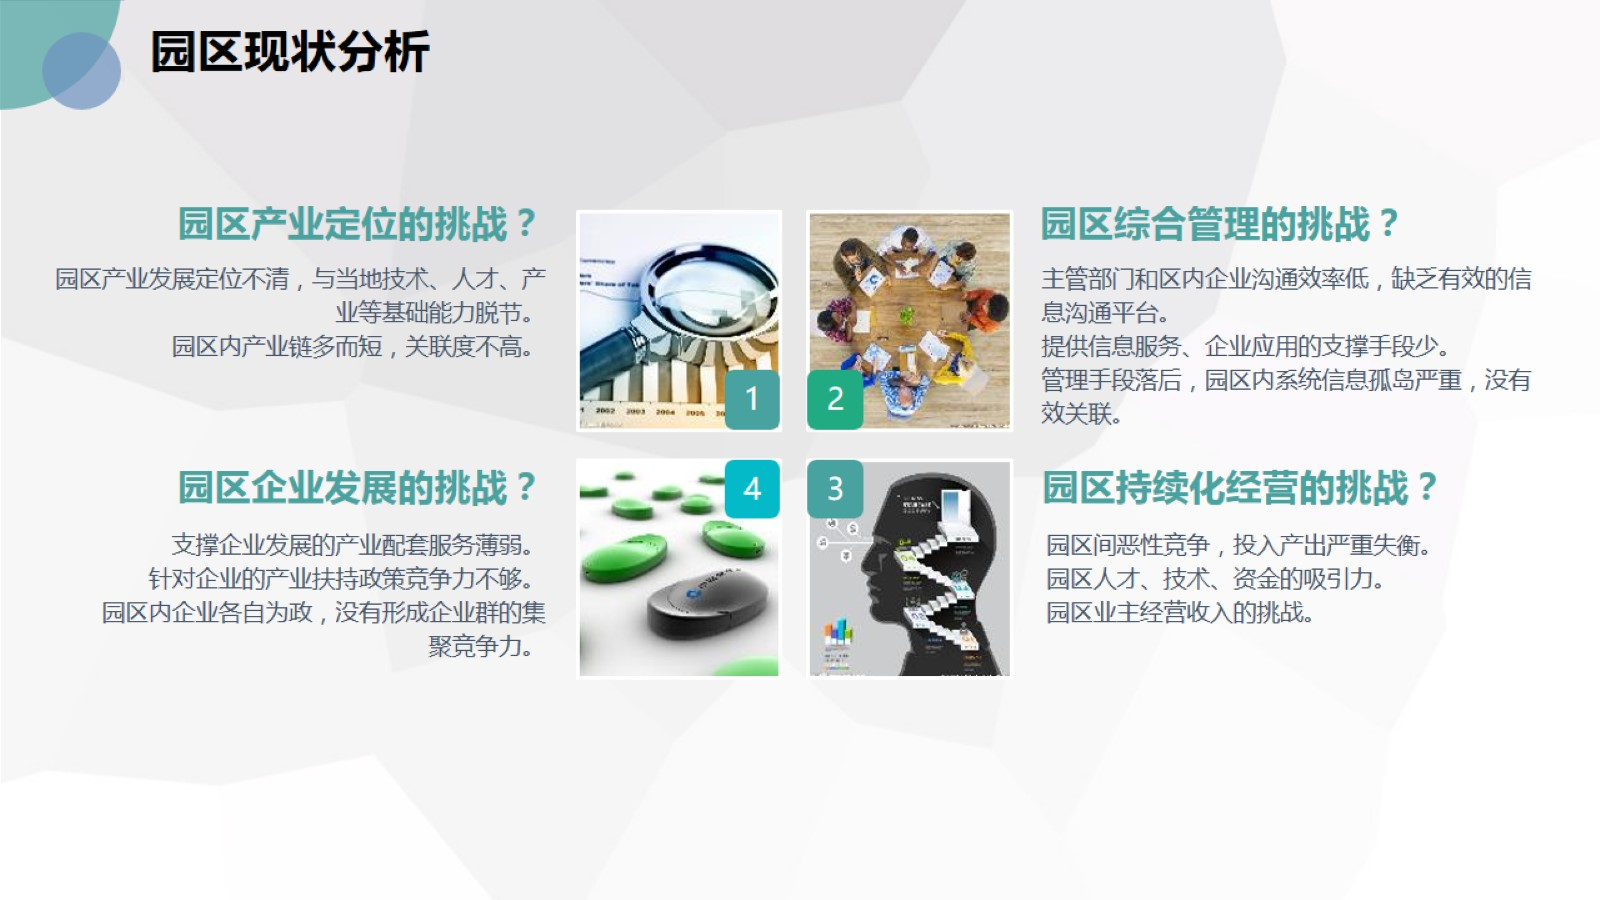 园区现状分析
园区产业定位的挑战？
园区产业发展定位不清，与当地技术、人才、产
业等基础能力脱节。
园区内产业链多而短，关联度不高。
1
2
园区综合管理的挑战？
主管部门和区内企业沟通效率低，缺乏有效的信
息沟通平台。
提供信息服务、企业应用的支撑手段少。
管理手段落后，园区内系统信息孤岛严重，没有
效关联。
2002 2003 2004 2005
园区企业发展的挑战？
支撑企业发展的产业配套服务薄弱。
针对企业的产业扶持政策竞争力不够。
园区内企业各自为政，没有形成企业群的集
聚竞争力。
4
3
园区持续化经营的挑战？
园区间恶性竞争，投入产出严重失衡。
园区人才、技术、资金的吸引力。
园区业主经营收入的挑战。